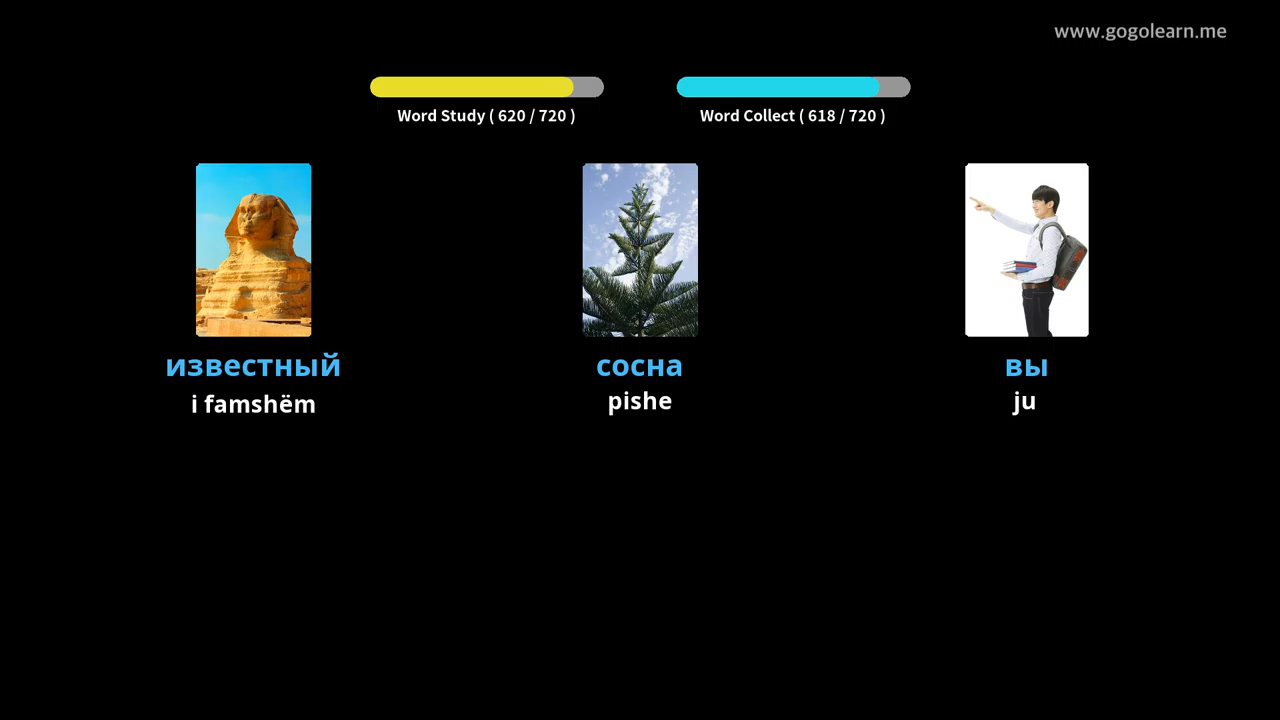 www.gogolearn.me
Word Study ( 620 / 720 )
Word Collect ( 618 / 720 )
известный
i famshëm
сосна
pishe
вы
ju